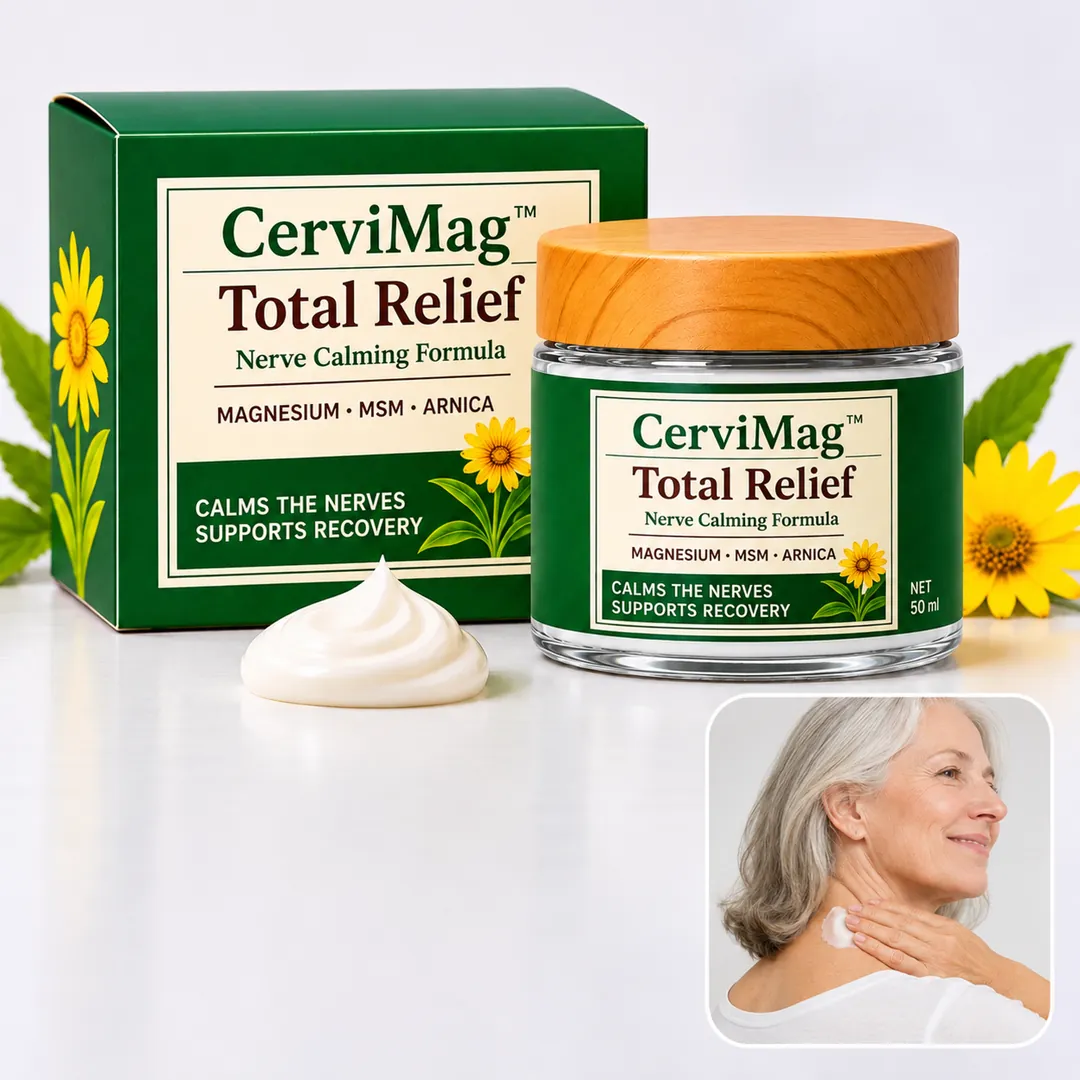 CerviMag™
Total Relief
Nerve Calming Formula
MAGNESIUM • MSM • ARNICA
CALMS THE NERVES
SUPPORTS RECOVERY
CerviMag™
Total Relief
Nerve Calming Formula
MAGNESIUM • MSM • ARNICA
CALMS THE NERVES
SUPPORTS RECOVERY
NET
50 ml